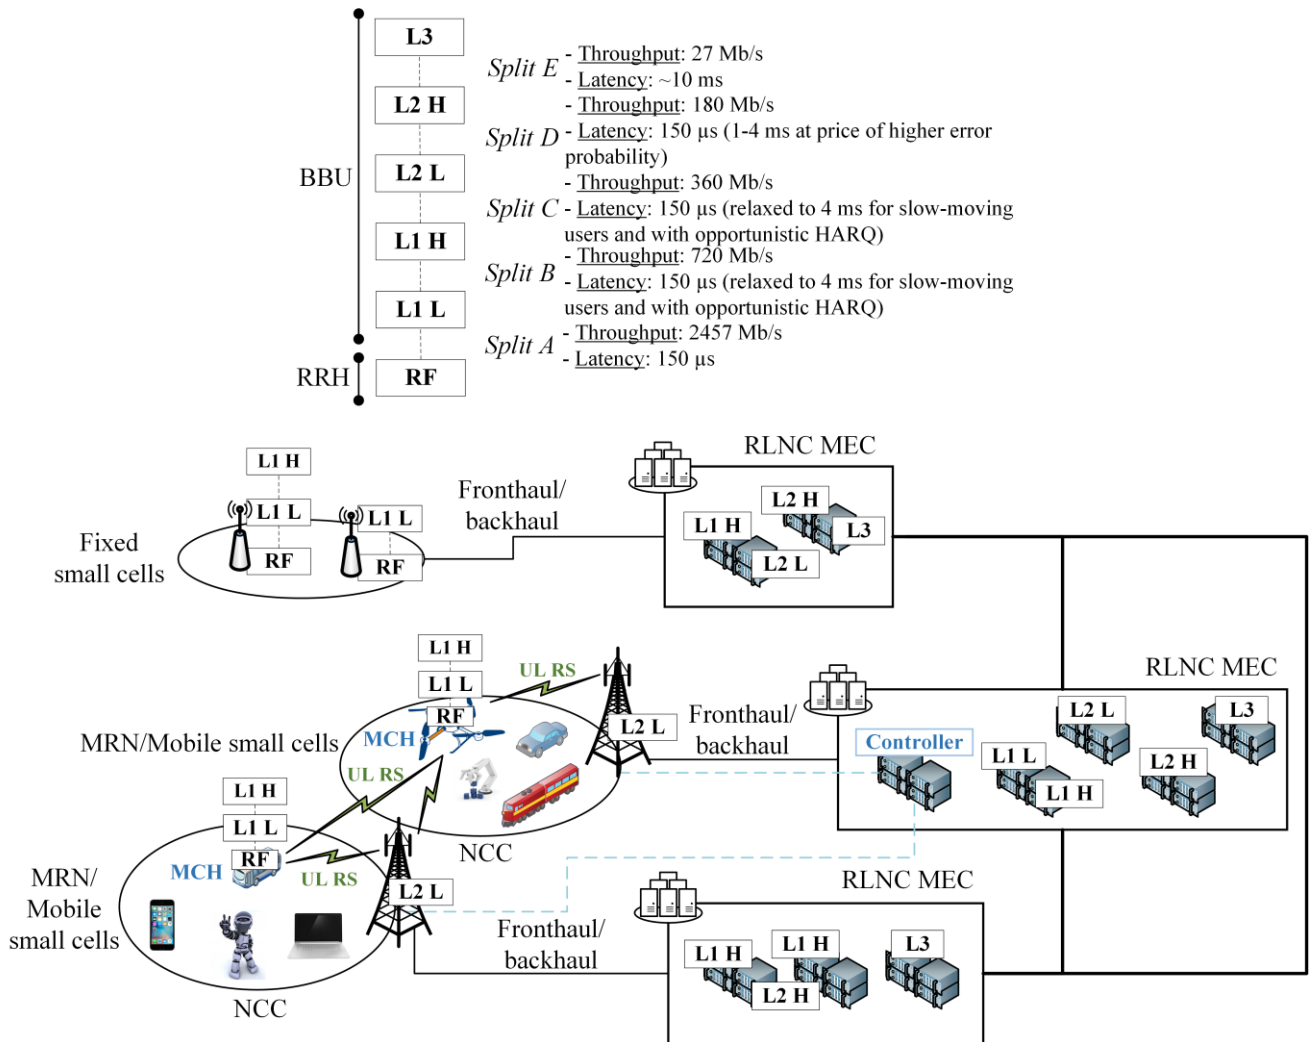 L3
Split E
- Throughput: 27 Mb/s
- Latency: ~10 ms
L2 H
Split D
- Throughput: 180 Mb/s
- Latency: 150 µs (1-4 ms at price of higher error
probability)
BBU
L2 L
Split C
- Throughput: 360 Mb/s
- Latency: 150 µs (relaxed to 4 ms for slow-moving
users and with opportunistic HARQ)
L1 H
Split B
- Throughput: 720 Mb/s
- Latency: 150 µs (relaxed to 4 ms for slow-moving
users and with opportunistic HARQ)
L1 L
Split A
- Throughput: 2457 Mb/s
- Latency: 150 µs
RRH
RF
Fixed
small cells
L1 H
L1 L
RF
L1 L
RF
Fronthaul/
backhaul
RLNC MEC
L2 H
L1 H
L3
L2 L
MRN/Mobile small cells
L1 H
L1 L
RF
MCH
UL RS
UL RS
NCC
L2 L
Fronthaul/
backhaul
RLNC MEC
Controller
L2 L
L3
L1 L
L1 H
L2 H
MRN/
Mobile
small cells
L1 H
L1 L
RF
MCH
UL RS
NCC
L2 L
Fronthaul/
backhaul
RLNC MEC
L1 H
L1 H
L3
L2 H